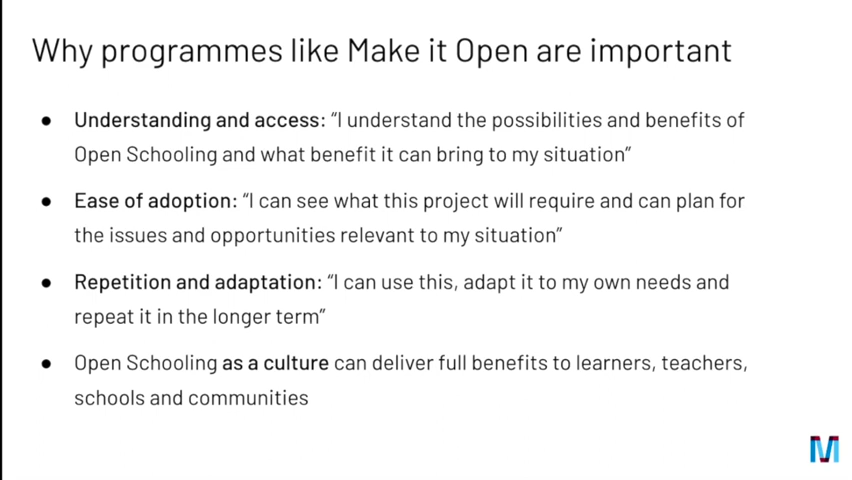 Why programmes like Make it Open are important
● Understanding and access: “I understand the possibilities and benefits of
Open Schooling and what benefit it can bring to my situation”
● Ease of adoption: “I can see what this project will require and can plan for
the issues and opportunities relevant to my situation”
● Repetition and adaptation: “I can use this, adapt it to my own needs and
repeat it in the longer term”
● Open Schooling as a culture can deliver full benefits to learners, teachers,
schools and communities
M